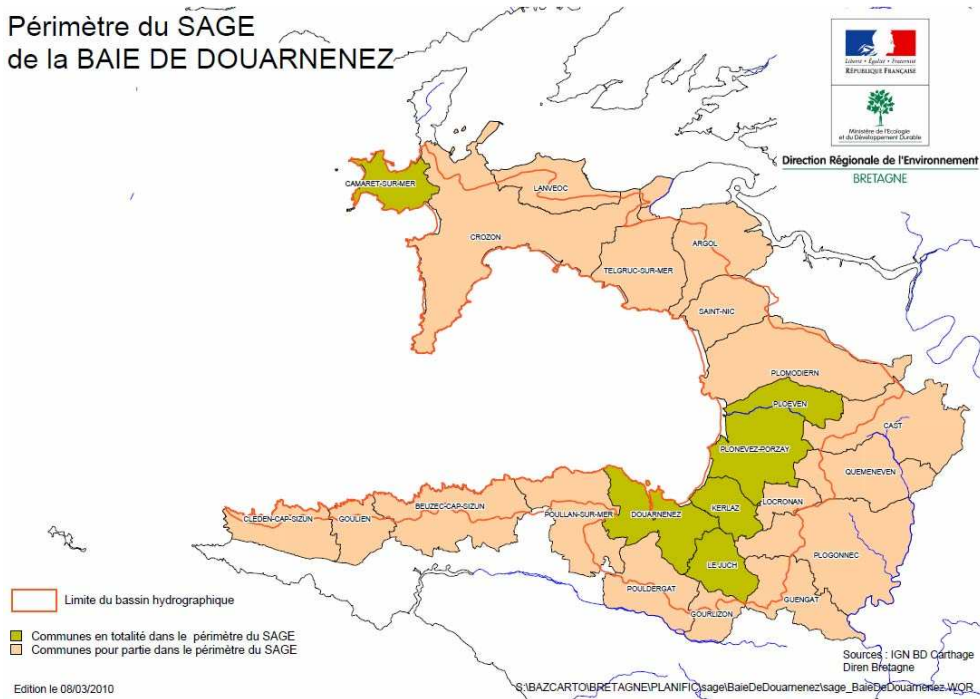 Périmètre du SAGE
de la BAIE DE DOUARNENEZ
Liberté • Égalité • Fraternité
RÉPUBLIQUE FRANÇAISE
Ministère de l'Ecologie
et du Développement Durable
Direction Régionale de l'Environnement
BRETAGNE
CAMARET-SUR-MER
LANVEOC
CROZON
ARGOL
TELGRUC-SUR-MER
SAINT-NIC
PLOMODIERN
PLOEVEN
CAST
PLONEVEZ-PORZAY
QUEMENEVEN
KERLAZ
LOCRONAN
BEUZEC-CAP-SIZUN
CLEDEN-CAP-SIZUN
GOULIEN
POULLAN-SUR-MER
DOUARNENEZ
PLOGONNEC
LE JUCH
POULDERGAT
GUENGAT
GOURLIZON
Limite du bassin hydrographique
Communes en totalité dans le périmètre du SAGE
Communes pour partie dans le périmètre du SAGE
Sources : IGN BD Carthage
Diren Bretagne
Edition le 08/03/2010
S:\BAZCARTO\BRETAGNE\PLANIFIC\sage\BaieDeDouarnenez\sage_BaieDeDouarnenez.WOR